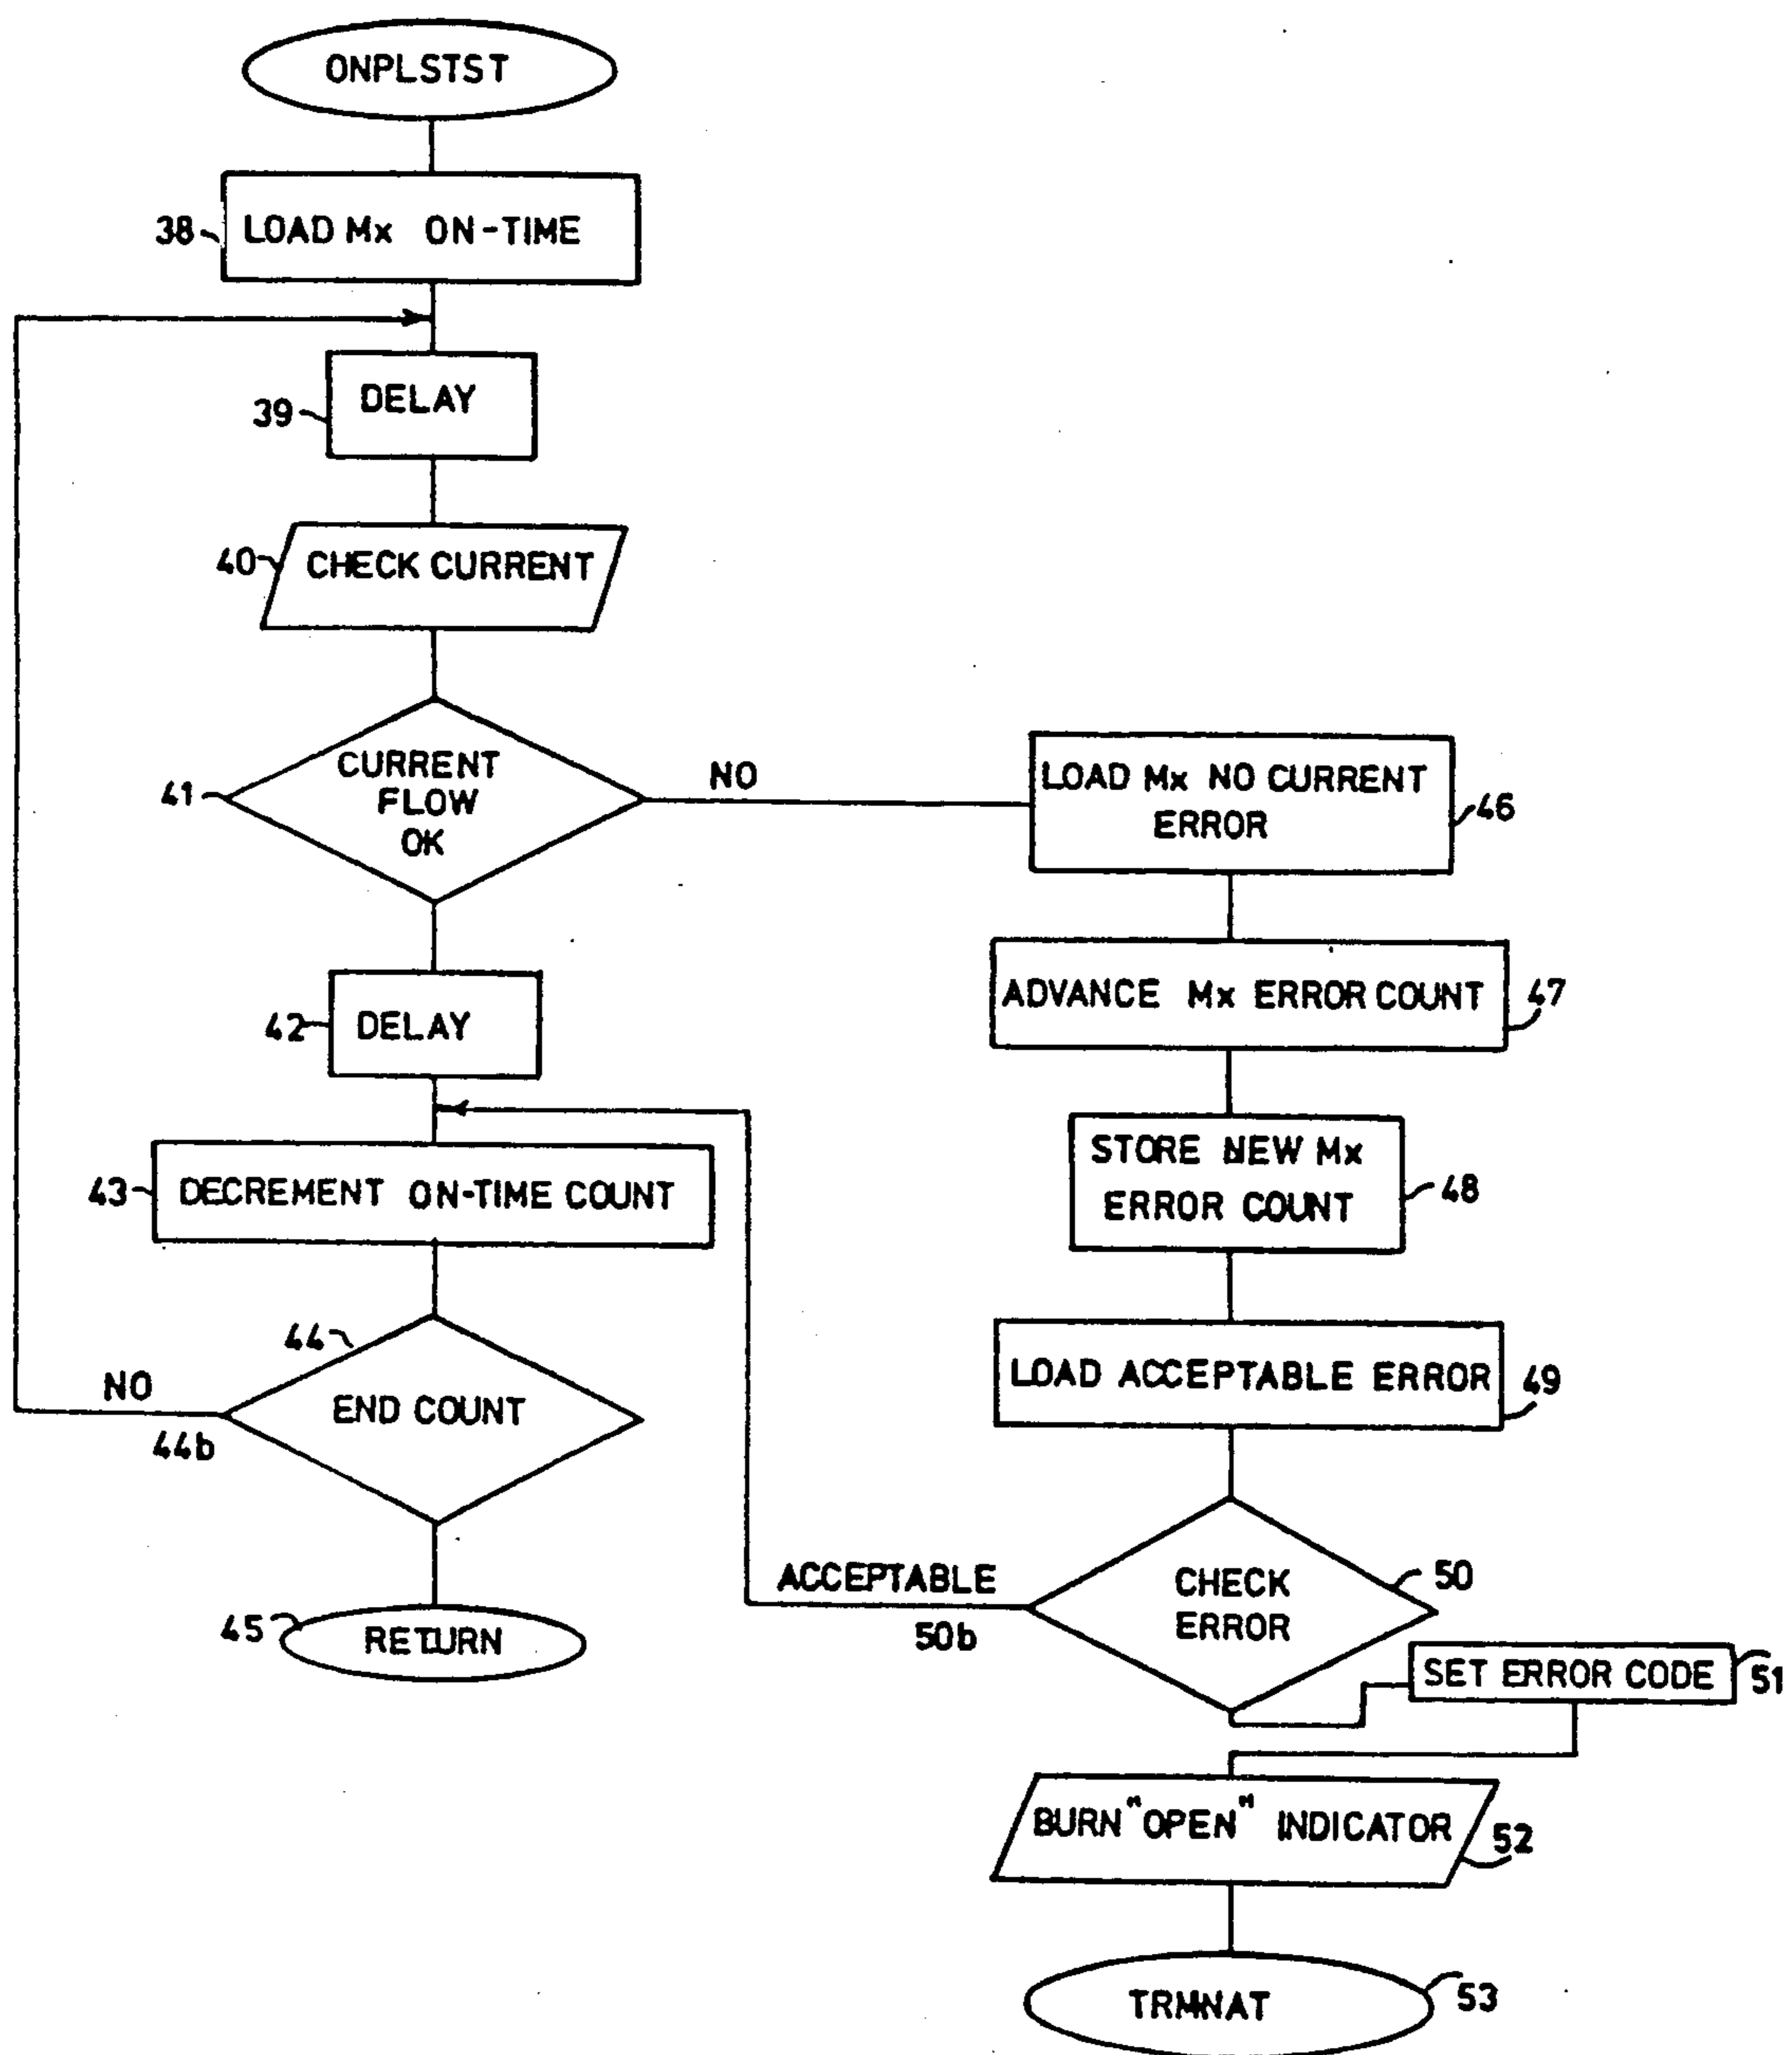 ONPLSTST
38 LOAD Mx ON-TIME
39 DELAY
40 CHECK CURRENT
41 CURRENT
FLOW
OK
NO
42 DELAY
43 DECREMENT ON-TIME COUNT
44
END COUNT
NO
44b
45 RETURN
LOAD Mx NO CURRENT
ERROR
46
ADVANCE Mx ERROR COUNT 47
STORE NEW Mx
ERROR COUNT
48
LOAD ACCEPTABLE ERROR 49
CHECK
ERROR
50
ACCEPTABLE
50b
SET ERROR CODE 51
BURN "OPEN" INDICATOR 52
TRMNAT 53